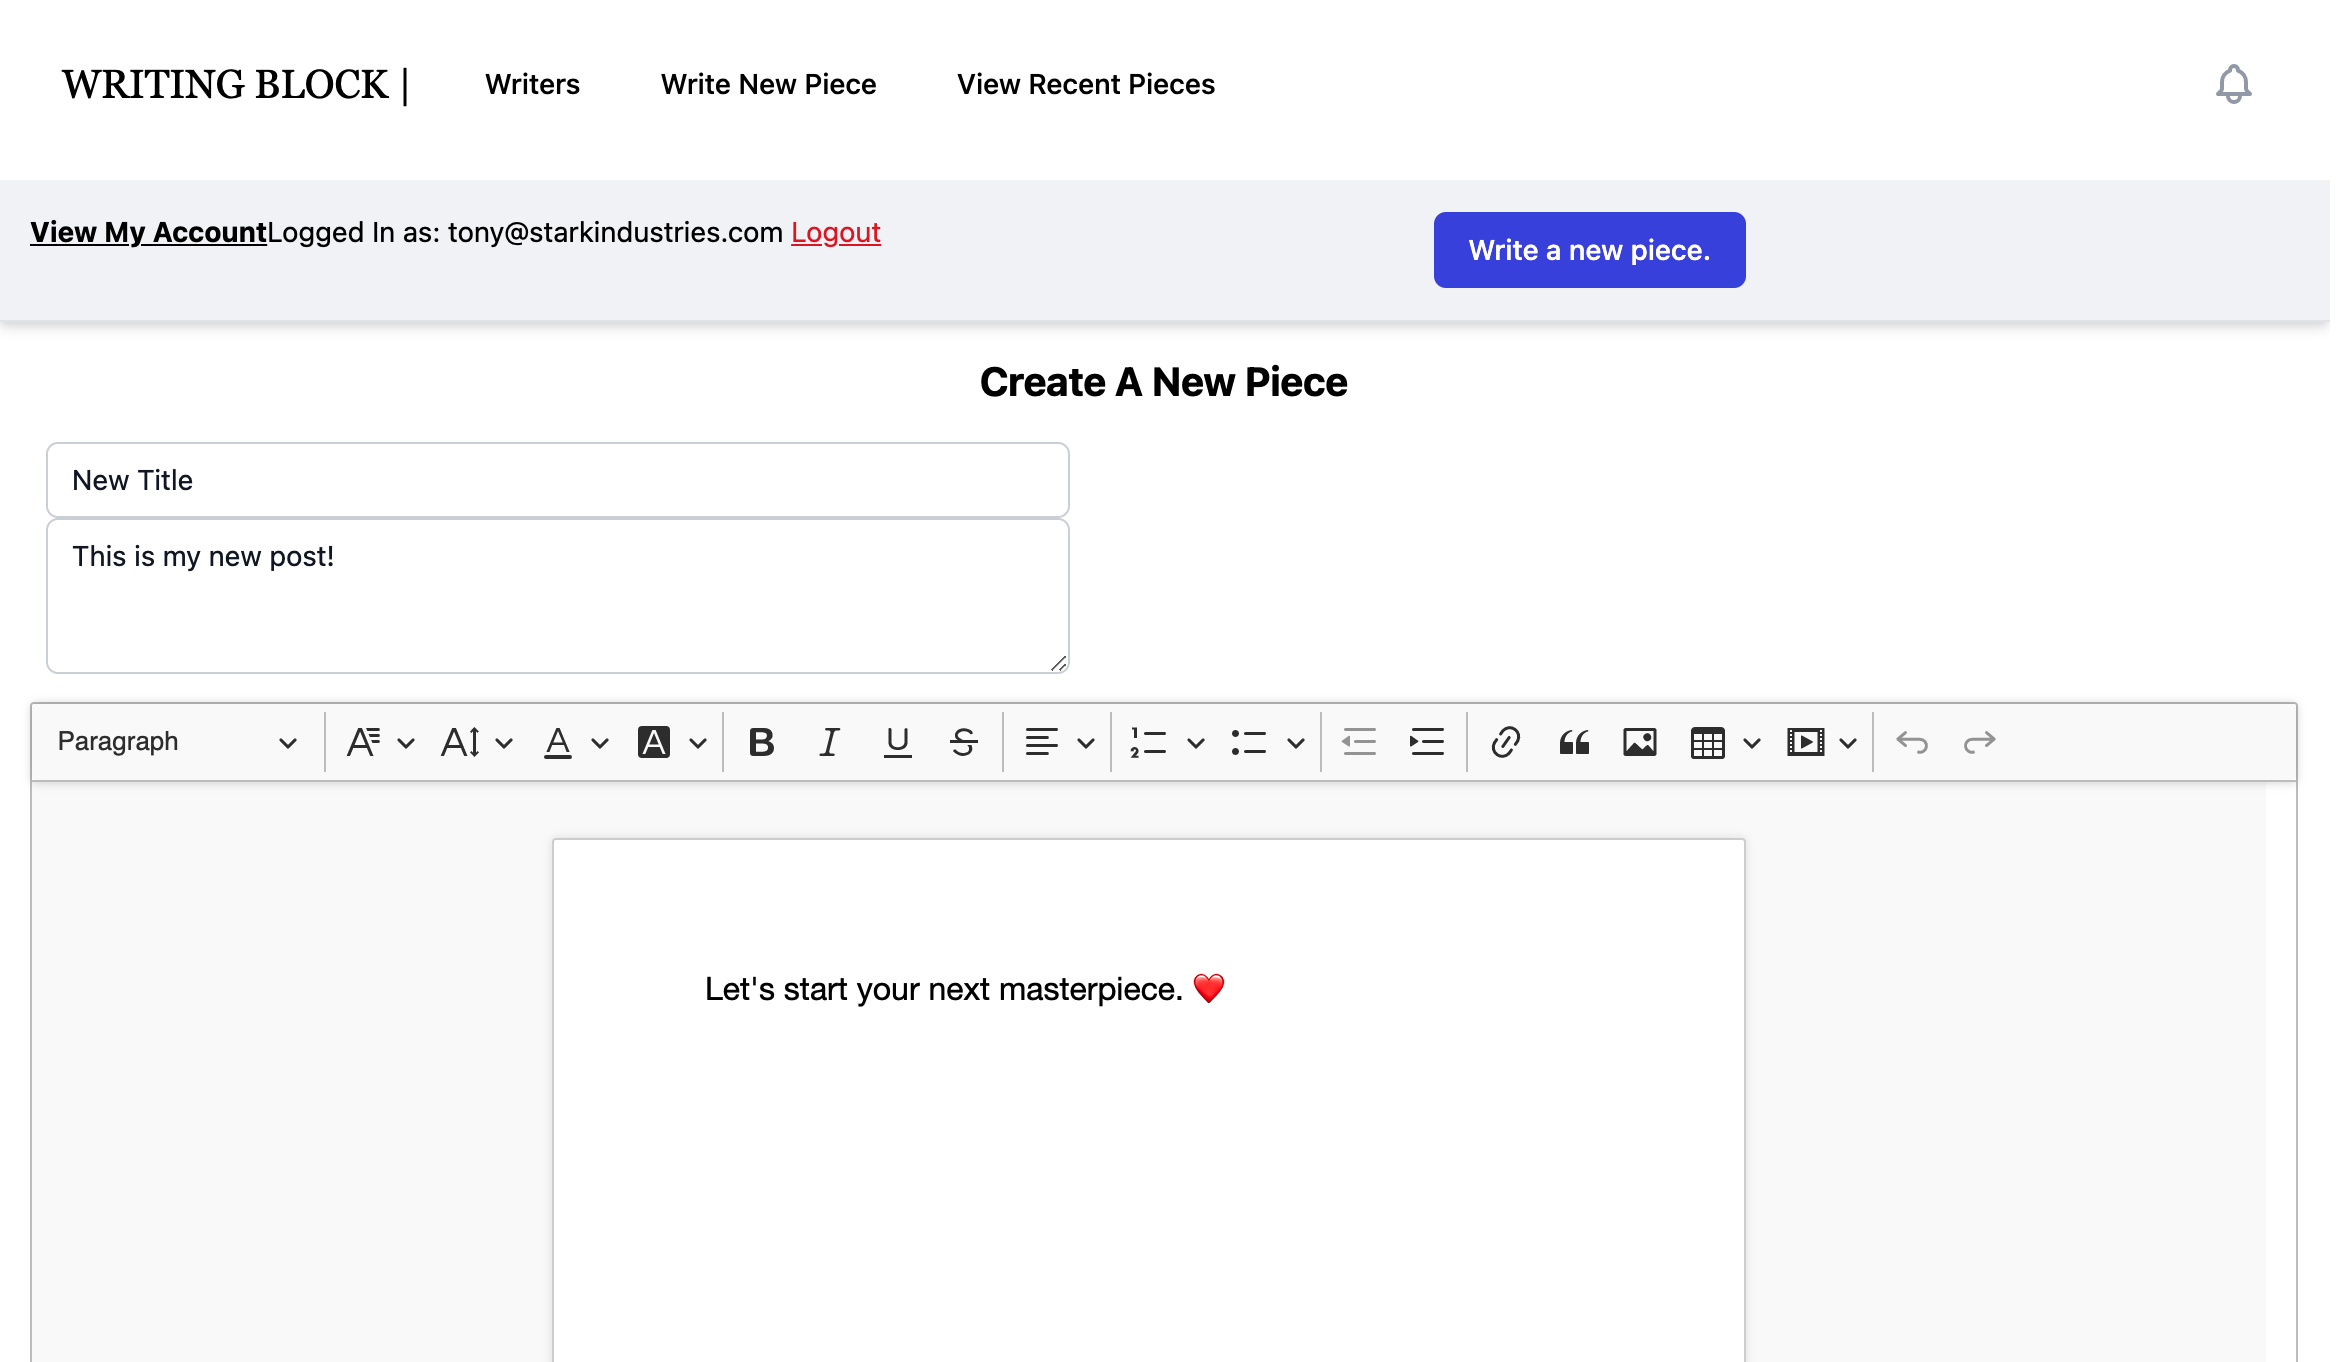 WRITING BLOCK | Writers Write New Piece View Recent Pieces
View My AccountLogged In as: tony@starkindustries.com Logout
Write a new piece.
Create A New Piece
New Title
This is my new post!
Paragraph
Let's start your next masterpiece. ❤️